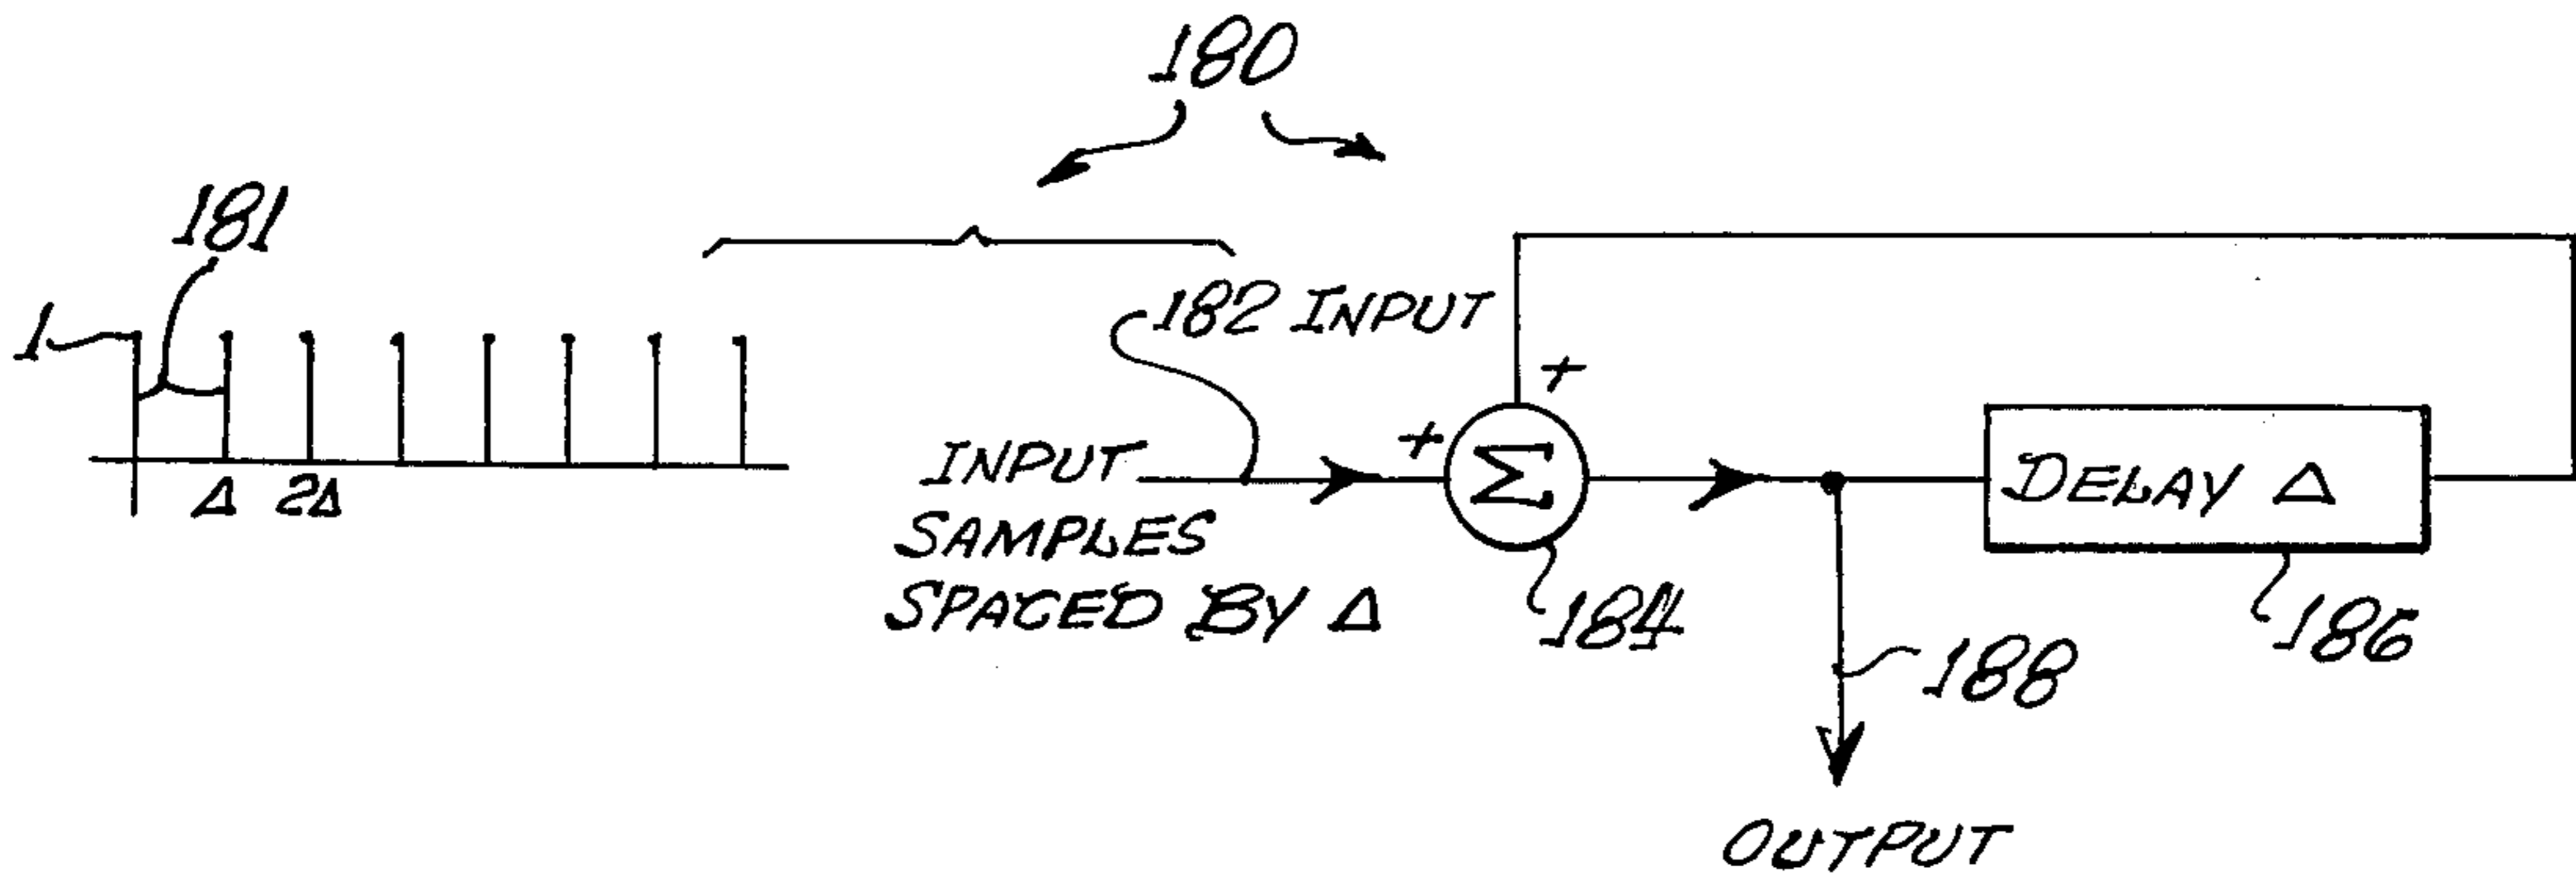 180
181
1
182 INPUT
+
+
INPUT
SAMPLES
SPACED BY Δ
Σ
DELAY Δ
Δ 2Δ
184
186
188
OUTPUT